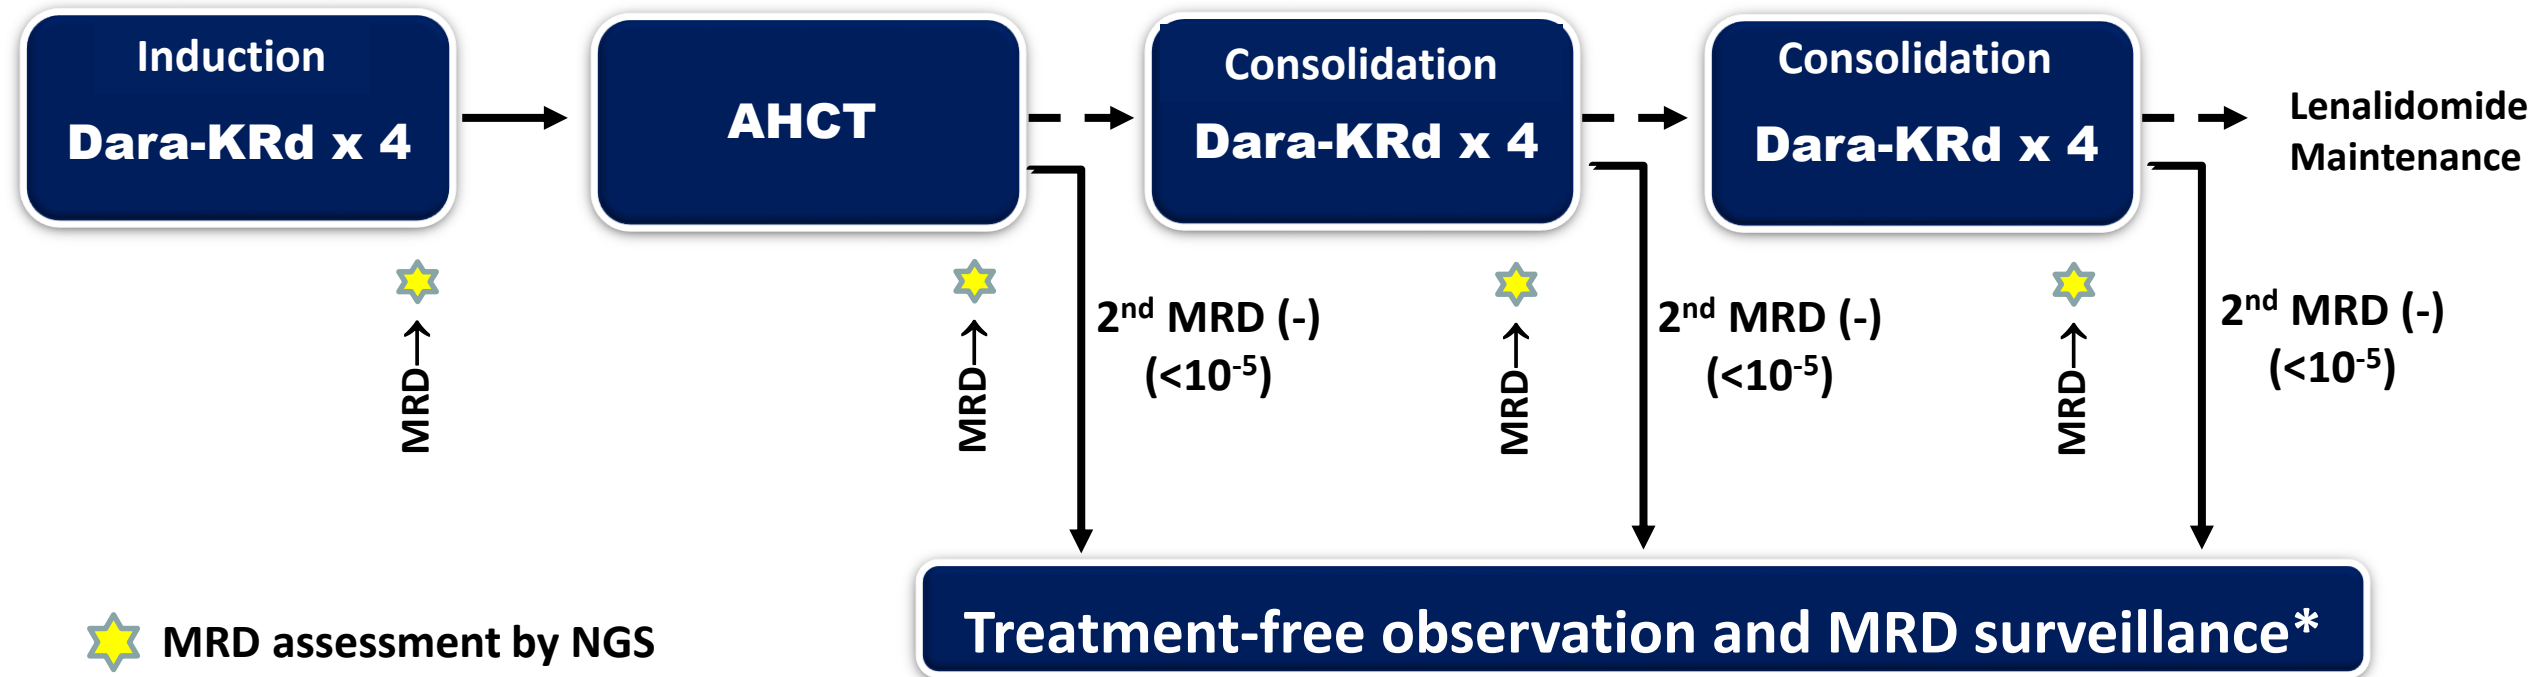 Induction
Dara-KRd x 4
AHCT
Consolidation
Dara-KRd x 4
Consolidation
Dara-KRd x 4
Lenalidomide
Maintenance
MRD
MRD
2nd MRD (-)
(<10-5)
MRD
2nd MRD (-)
(<10-5)
MRD
2nd MRD (-)
(<10-5)
MRD assessment by NGS
Treatment-free observation and MRD surveillance*